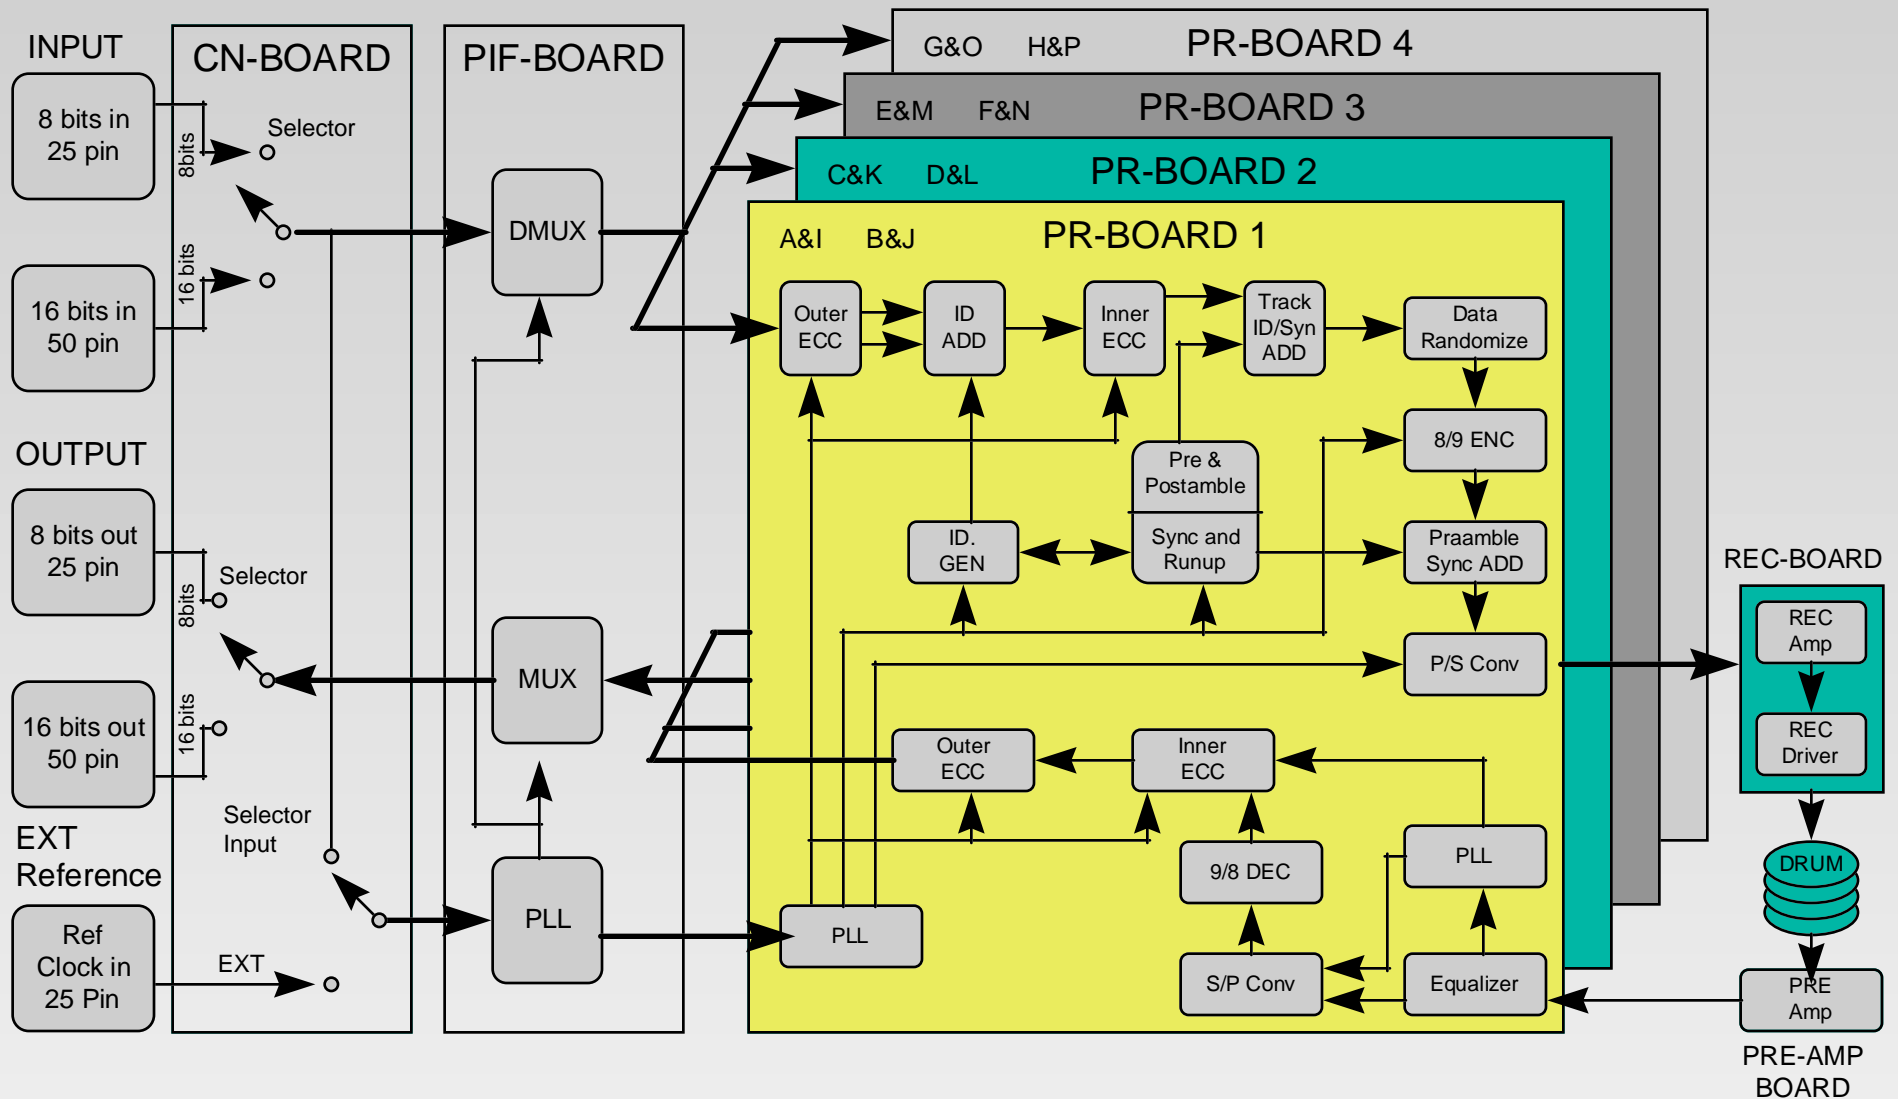 INPUT
8 bits in
25 pin
16 bits in
50 pin
OUTPUT
8 bits out
25 pin
16 bits out
50 pin
EXT
Reference
Ref
Clock in
25 Pin
CN-BOARD
8bits
Selector
16 bits
Selector
8bits
16 bits
Selector
Input
EXT
PIF-BOARD
DMUX
MUX
PLL
G&O H&P PR-BOARD 4
E&M F&N PR-BOARD 3
C&K D&L PR-BOARD 2
A&I B&J PR-BOARD 1
Outer
ECC
ID
ADD
Inner
ECC
Track
ID/Syn
ADD
Data
Randomize
8/9 ENC
Pre &
Postamble
Sync and
Runup
ID.
GEN
Praamble
Sync ADD
P/S Conv
Outer
ECC
Inner
ECC
9/8 DEC
PLL
PLL
S/P Conv
Equalizer
REC-BOARD
REC
Amp
REC
Driver
DRUM
PRE
Amp
PRE-AMP
BOARD